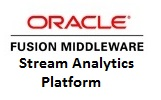 ORACLE
FUSION MIDDLEWARE
Stream Analytics
Platform